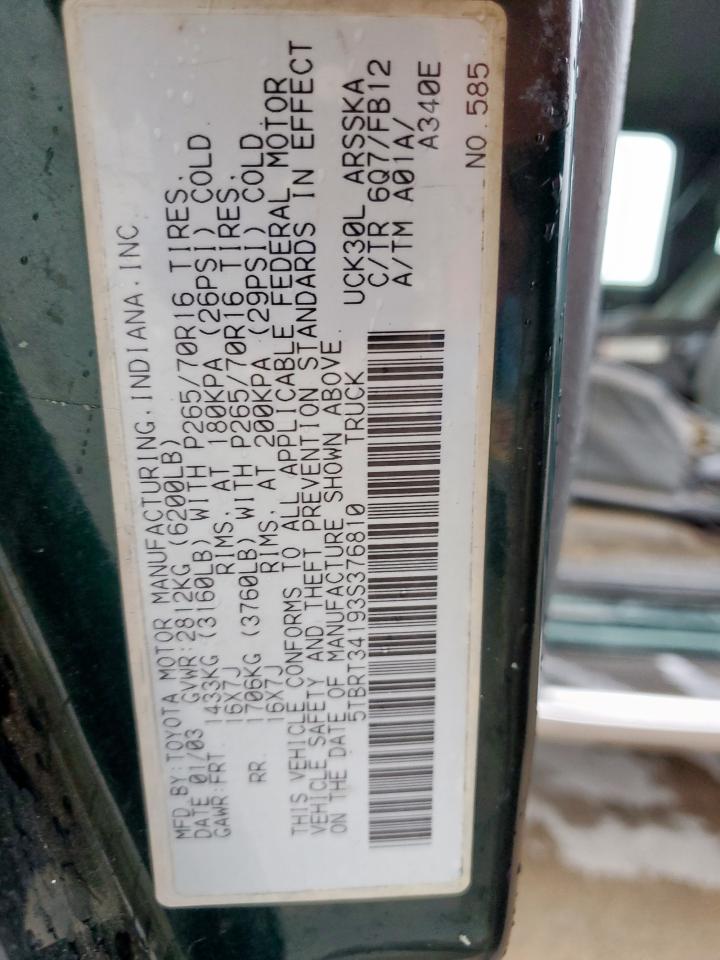 MFD.BY:TOYOTA MOTOR MANUFACTURING.INDIANA.INC
DATE 01/03 GVWR:2812KG(6200LB)
GAWR:FRT. 1433KG (3160LB) WITH P265/70R16 TIRES.
16X7J RIMS. AT 180KPA (26PSI) COLD
RR. 1706KG (3760LB) WITH P265/70R16 TIRES.
16X7J RIMS. AT 200KPA (29PSI) COLD
THIS VEHICLE CONFORMS TO ALL APPLICABLE FEDERAL MOTOR
VEHICLE SAFETY AND THEFT PREVENTION STANDARDS IN EFFECT
ON THE DATE OF MANUFACTURE SHOWN ABOVE.
5TBRT34193S376810 TRUCK
UCK30L ARSSKA
C/TR 6Q7/FB12
A/TM A01A/
A340E
NO.585